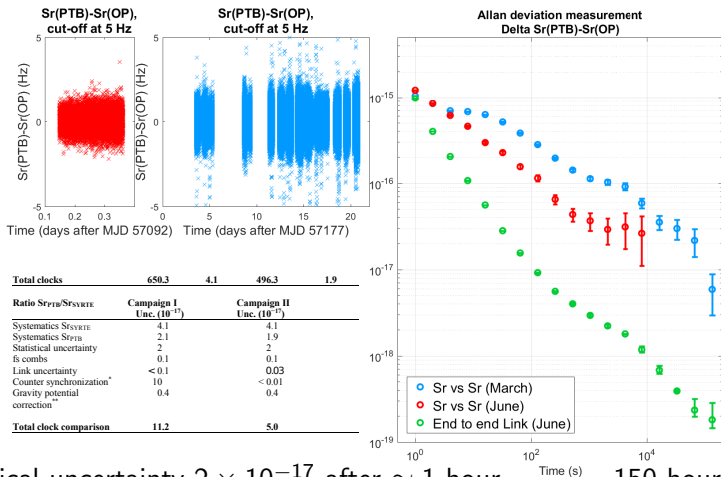 Sr(PTB)-Sr(OP),
cut-off at 5 Hz
5
0
-5
Sr(PTB)-Sr(OP) (Hz)
0.1
0.2
0.3
Time (days after MJD 57092)
Sr(PTB)-Sr(OP),
cut-off at 5 Hz
5
0
-5
Sr(PTB)-Sr(OP) (Hz)
0
5
10
15
20
Time (days after MJD 57177)
Allan deviation measurement
Delta Sr(PTB)-Sr(OP)
10^-15
10^-16
10^-17
10^-18
10^-19
10^0
10^2
10^4
Time (s)
Sr vs Sr (March)
Sr vs Sr (June)
End to end Link (June)
Total clocks 650.3 4.1 496.3 1.9
Ratio SrPTB/SrSYRTE Campaign I Campaign II
Unc. (10^-17) Unc. (10^-17)
Systematics SrSYRTE 4.1 4.1
Systematics SrPTB 2.1 1.9
Statistical uncertainty 2 2
fs combs 0.1 0.1
Link uncertainty < 0.1 0.03
Counter synchronization* 10 < 0.01
Gravity potential 0.4 0.4
correction**
Total clock comparison 11.2 5.0